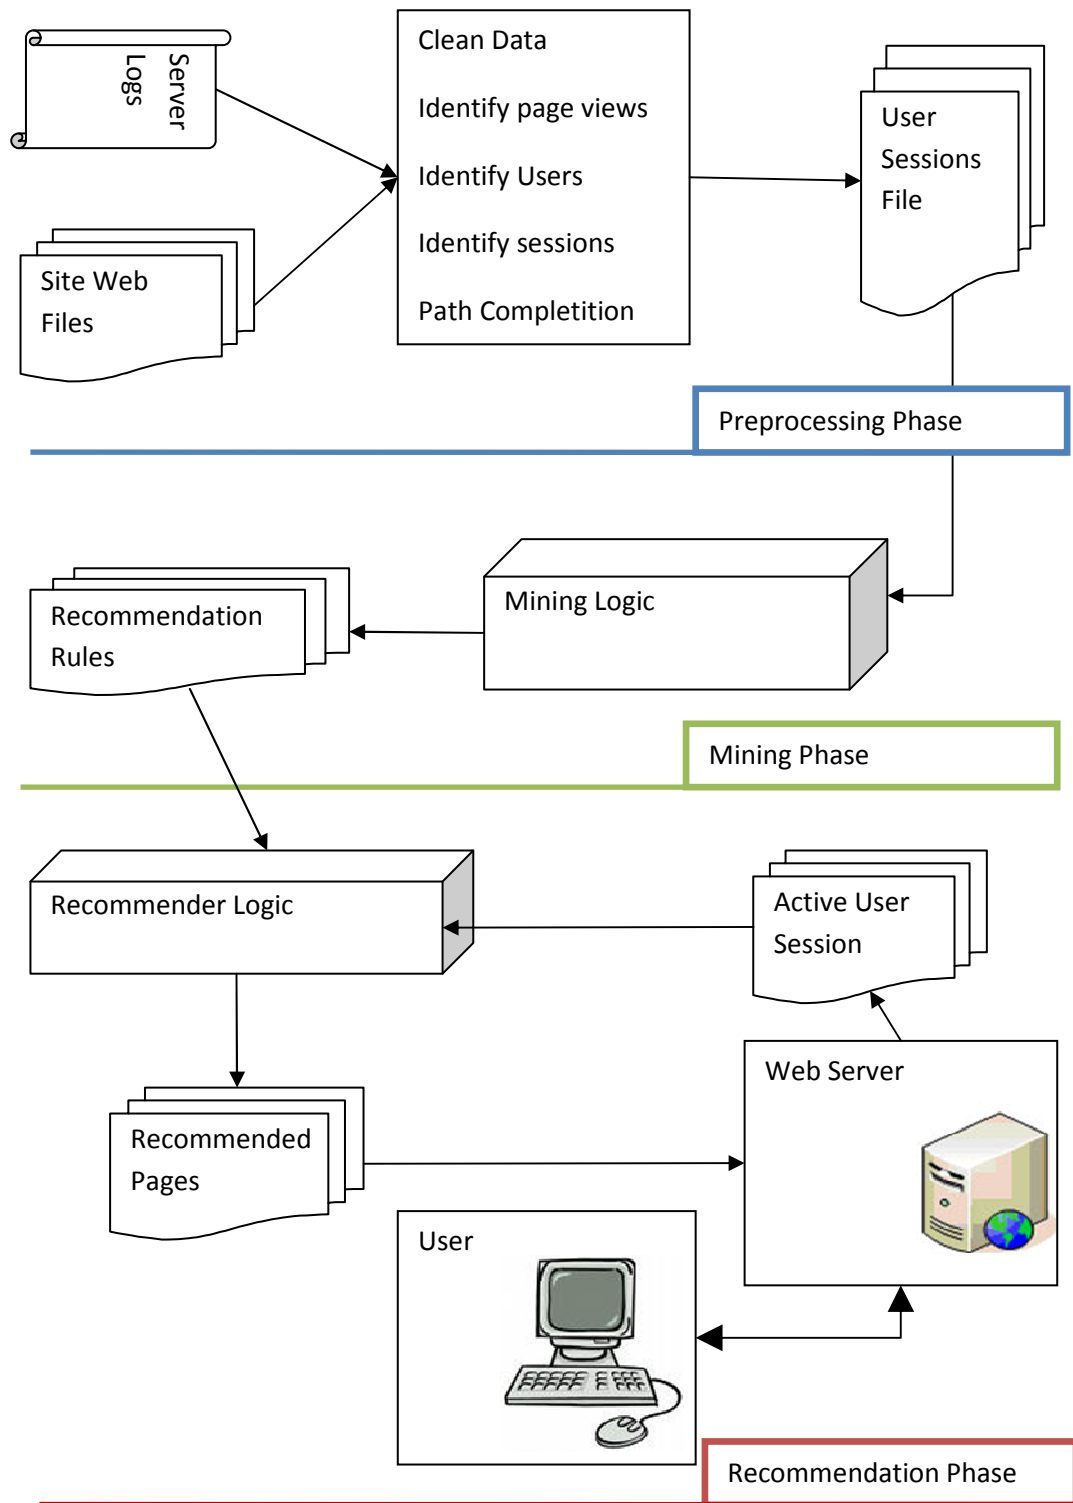 Server
Logs
Clean Data
Identify page views
Identify Users
Identify sessions
Path Completition
User
Sessions
File
Site Web
Files
Preprocessing Phase
Mining Logic
Recommendation
Rules
Mining Phase
Recommender Logic
Active User
Session
Web Server
Recommended
Pages
User
Recommendation Phase